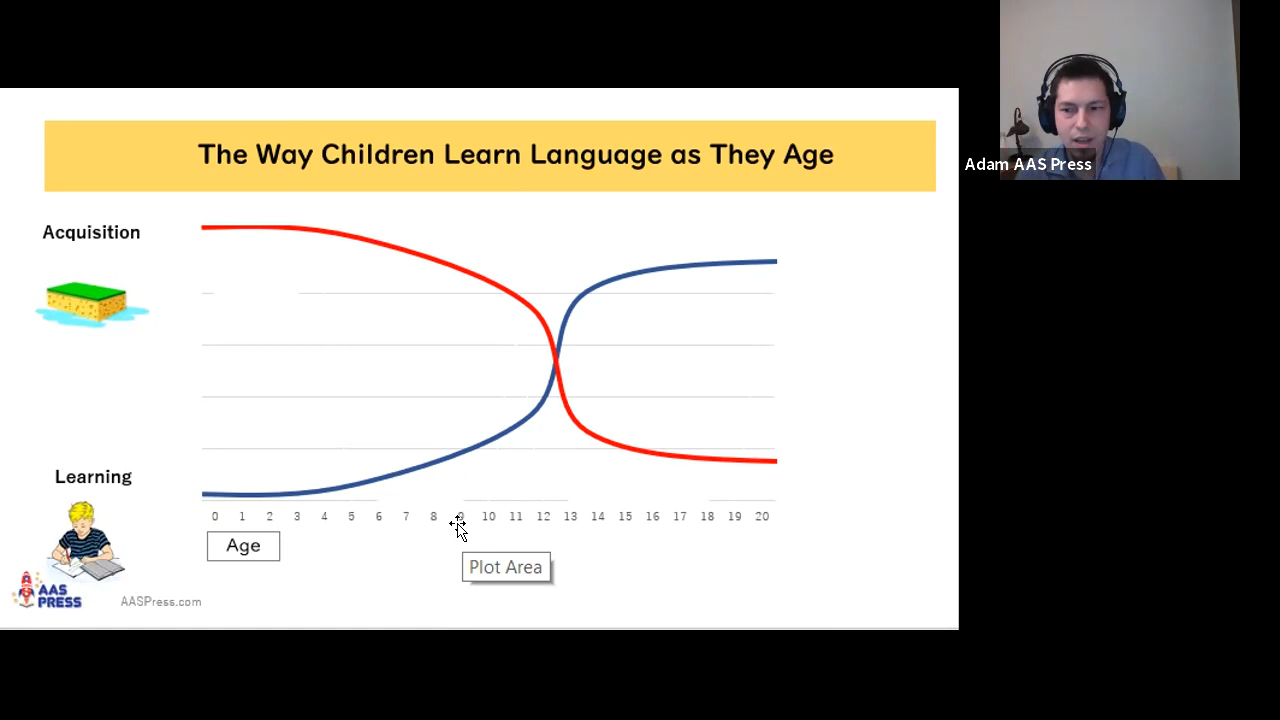 The Way Children Learn Language as They Age
Adam AAS Press
Acquisition
Learning
0 1 2 3 4 5 6 7 8 9 10 11 12 13 14 15 16 17 18 19 20
Age
Plot Area
AAS
PRESS
AASPress.com